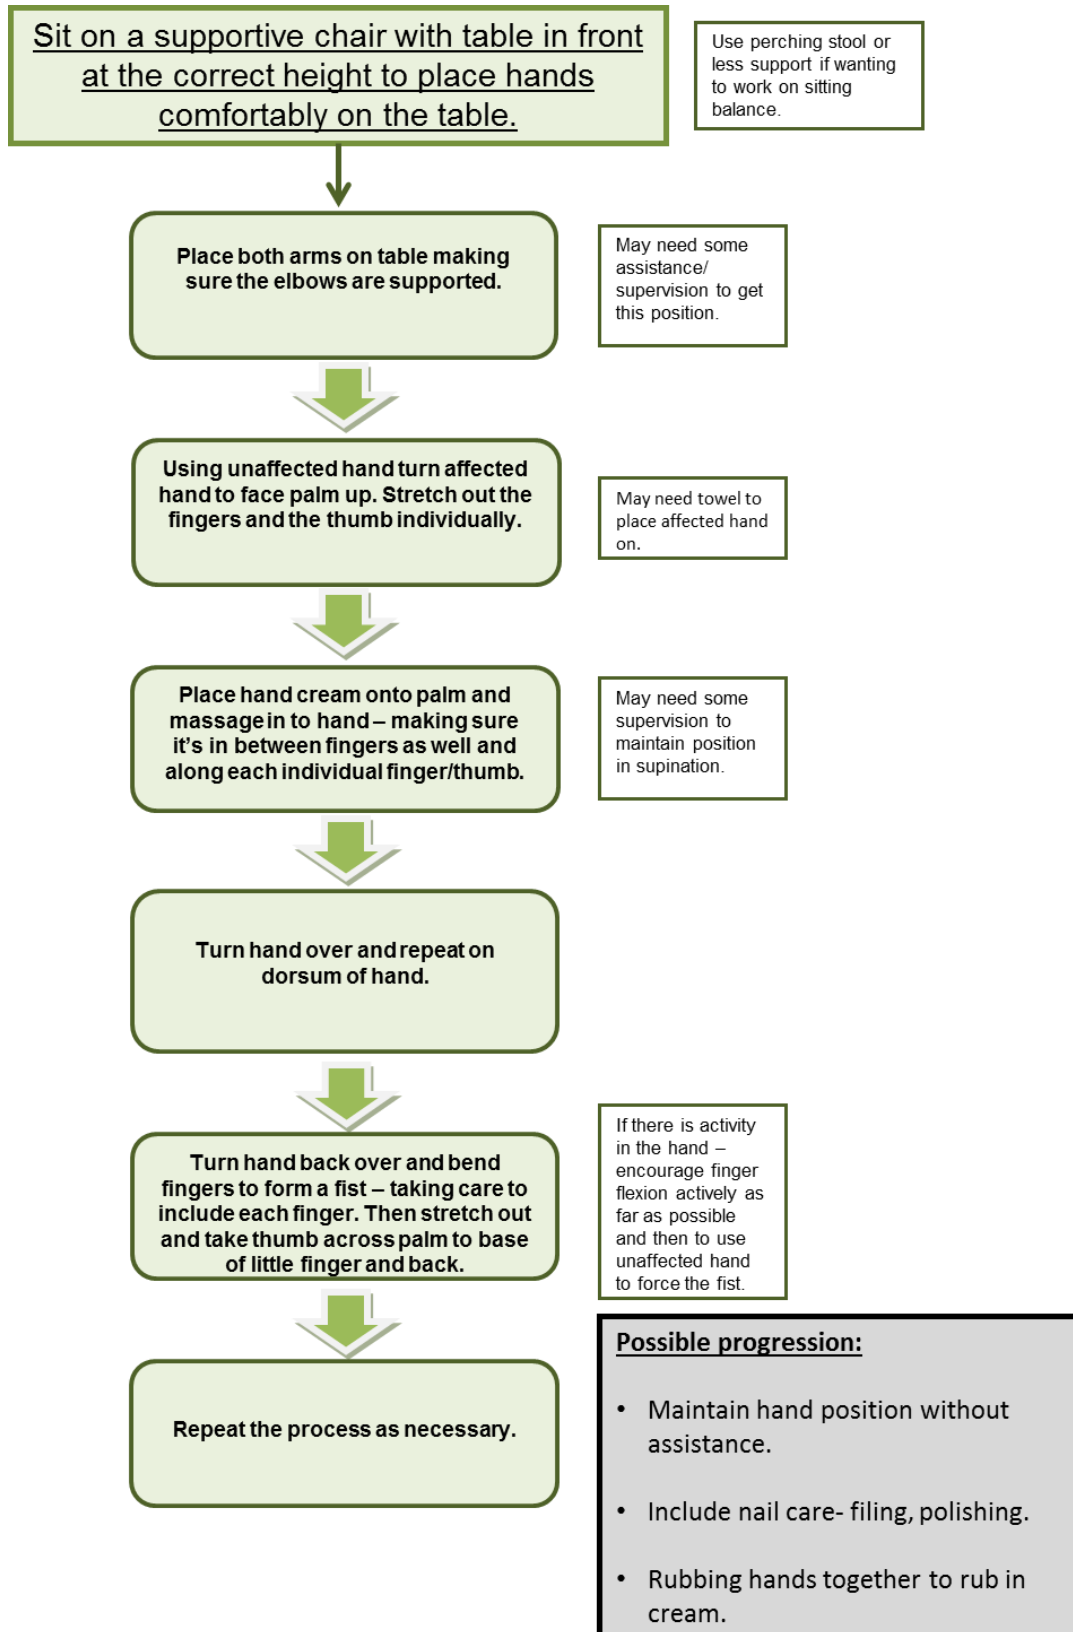 Sit on a supportive chair with table in front
at the correct height to place hands
comfortably on the table.
Use perching stool or
less support if wanting
to work on sitting
balance.
Place both arms on table making
sure the elbows are supported.
May need some
assistance/
supervision to get
this position.
Using unaffected hand turn affected
hand to face palm up. Stretch out the
fingers and the thumb individually.
May need towel to
place affected hand
on.
Place hand cream onto palm and
massage in to hand – making sure
it's in between fingers as well and
along each individual finger/thumb.
May need some
supervision to
maintain position
in supination.
Turn hand over and repeat on
dorsum of hand.
Turn hand back over and bend
fingers to form a fist – taking care to
include each finger. Then stretch out
and take thumb across palm to base
of little finger and back.
If there is activity
in the hand –
encourage finger
flexion actively as
far as possible
and then to use
unaffected hand
to force the fist.
Repeat the process as necessary.
Possible progression:
• Maintain hand position without
assistance.
• Include nail care- filing, polishing.
• Rubbing hands together to rub in
cream.